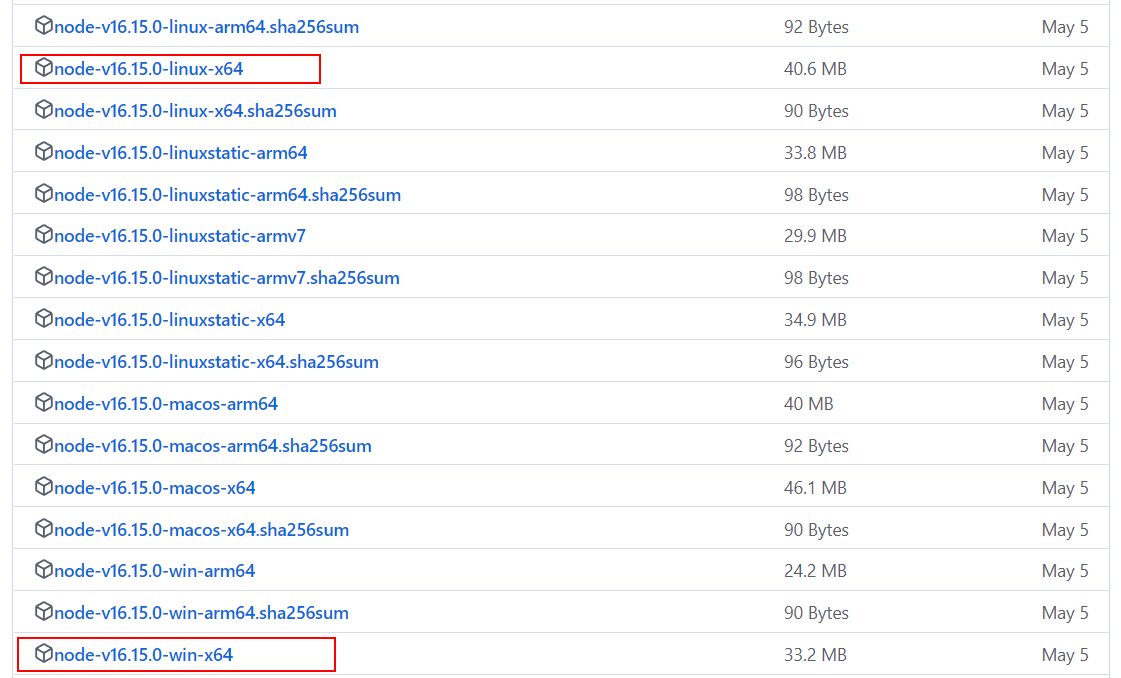 node-v16.15.0-linux-arm64.sha256sum 92 Bytes May 5
node-v16.15.0-linux-x64 40.6 MB May 5
node-v16.15.0-linux-x64.sha256sum 90 Bytes May 5
node-v16.15.0-linuxstatic-arm64 33.8 MB May 5
node-v16.15.0-linuxstatic-arm64.sha256sum 98 Bytes May 5
node-v16.15.0-linuxstatic-armv7 29.9 MB May 5
node-v16.15.0-linuxstatic-armv7.sha256sum 98 Bytes May 5
node-v16.15.0-linuxstatic-x64 34.9 MB May 5
node-v16.15.0-linuxstatic-x64.sha256sum 96 Bytes May 5
node-v16.15.0-macos-arm64 40 MB May 5
node-v16.15.0-macos-arm64.sha256sum 92 Bytes May 5
node-v16.15.0-macos-x64 46.1 MB May 5
node-v16.15.0-macos-x64.sha256sum 90 Bytes May 5
node-v16.15.0-win-arm64 24.2 MB May 5
node-v16.15.0-win-arm64.sha256sum 90 Bytes May 5
node-v16.15.0-win-x64 33.2 MB May 5